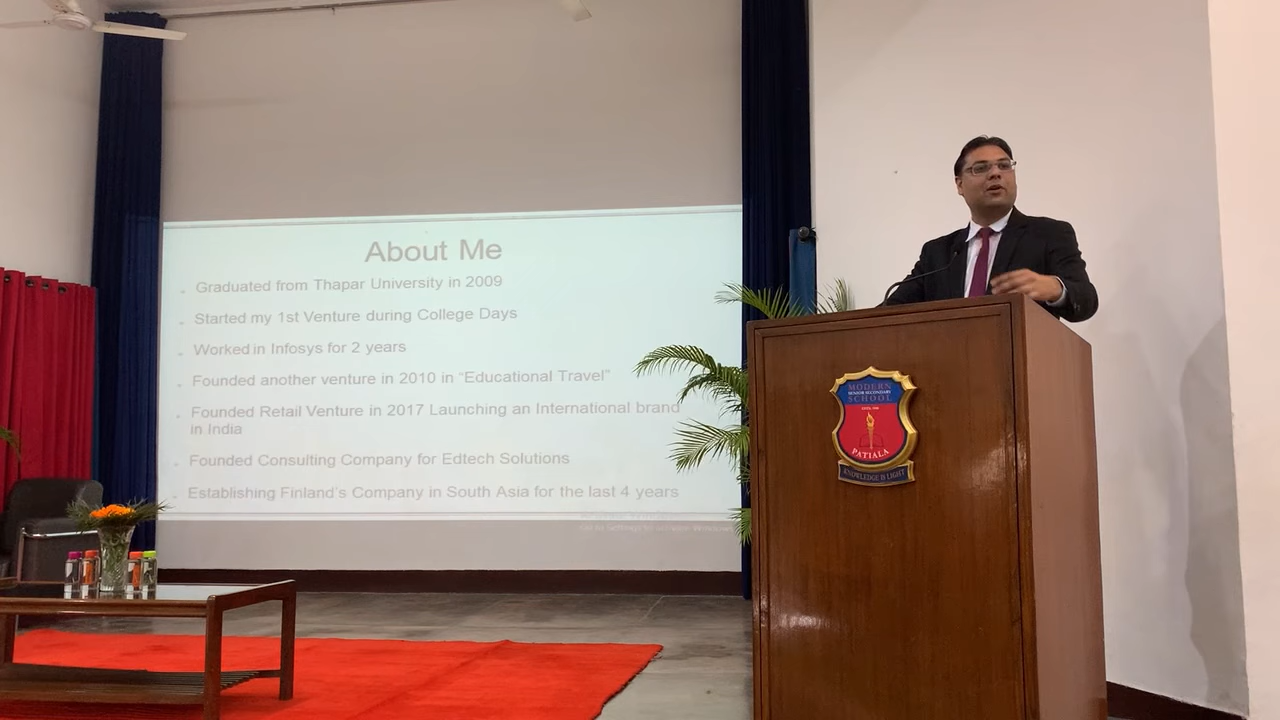 About Me
Graduated from Thapar University in 2009
Started my 1st Venture during College Days
Worked in Infosys for 2 years
Founded another venture in 2010 in “Educational Travel”
Founded Retail Venture in 2017 Launching an International brand
in India
Founded Consulting Company for Edtech Solutions
Establishing Finland’s Company in South Asia for the last 4 years
MODERN
SENIOR SECONDARY
SCHOOL
PATIALA
KNOWLEDGE IS LIGHT